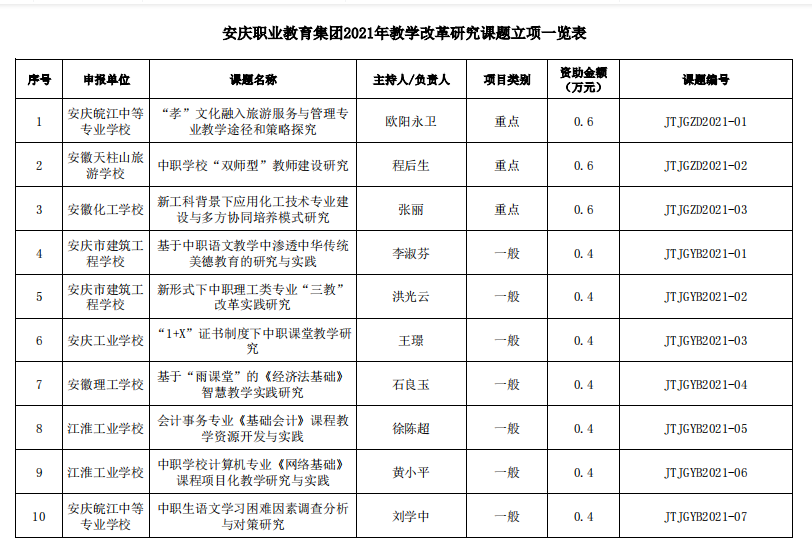 安庆职业教育集团2021年教学改革研究课题立项一览表
序号 申报单位 课题名称 主持人/负责人 项目类别 资助金额（万元） 课题编号
1 安庆皖江中等专业学校 “孝”文化融入旅游服务与管理专业教学途径和策略探究 欧阳永卫 重点 0.6 JTJGZD2021-01
2 安徽天柱山旅游学校 中职学校“双师型”教师建设研究 程后生 重点 0.6 JTJGZD2021-02
3 安徽化工学校 新工科背景下应用化工技术专业建设与多方协同培养模式研究 张丽 重点 0.6 JTJGZD2021-03
4 安庆市建筑工程学校 基于中职语文教学中渗透中华传统美德教育的研究与实践 李淑芬 一般 0.4 JTJGYB2021-01
5 安庆市建筑工程学校 新形式下中职理工类专业“三教”改革实践研究 洪光云 一般 0.4 JTJGYB2021-02
6 安庆工业学校 “1+X”证书制度下中职课堂教学研究 王璟 一般 0.4 JTJGYB2021-03
7 安徽理工学校 基于“雨课堂”的《经济法基础》智慧教学实践研究 石良玉 一般 0.4 JTJGYB2021-04
8 江淮工业学校 会计事务专业《基础会计》课程教学资源开发与实践 徐陈超 一般 0.4 JTJGYB2021-05
9 江淮工业学校 中职学校计算机专业《网络基础》课程项目化教学研究与实践 黄小平 一般 0.4 JTJGYB2021-06
10 安庆皖江中等专业学校 中职生语文学习困难因素调查分析与对策研究 刘学中 一般 0.4 JTJGYB2021-07